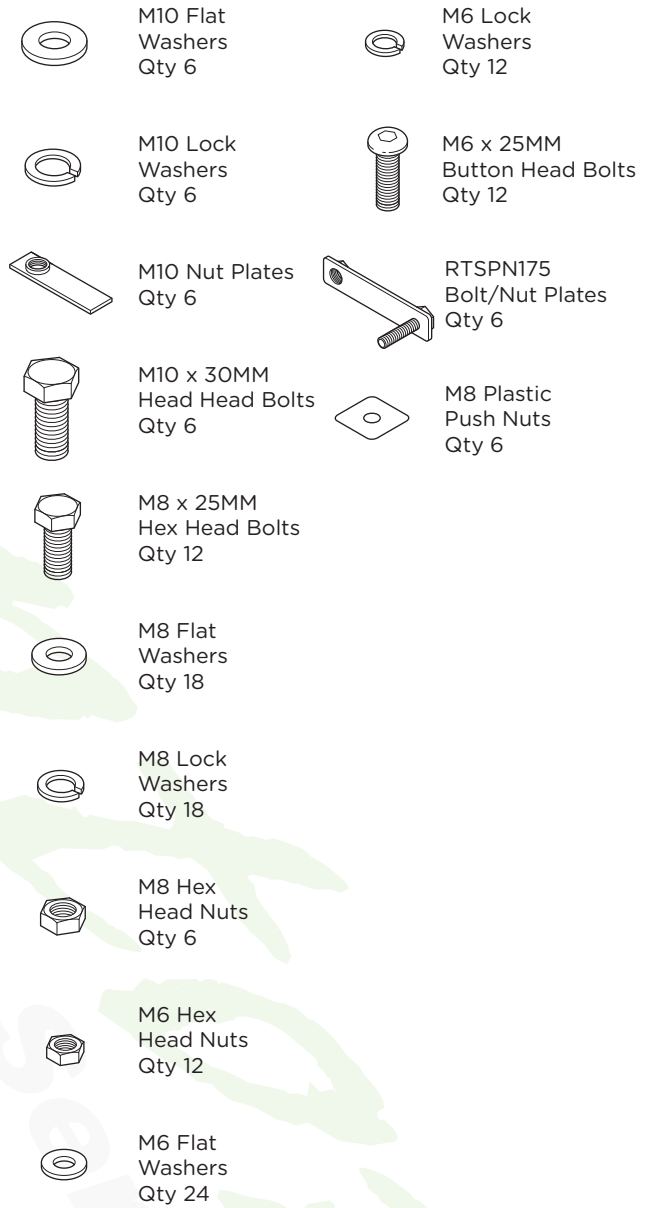 M10 Flat
Washers
Qty 6
M10 Lock
Washers
Qty 6
M10 Nut Plates
Qty 6
M10 x 30MM
Head Head Bolts
Qty 6
M8 x 25MM
Hex Head Bolts
Qty 12
M8 Flat
Washers
Qty 18
M8 Lock
Washers
Qty 18
M8 Hex
Head Nuts
Qty 6
M6 Hex
Head Nuts
Qty 12
M6 Flat
Washers
Qty 24
M6 Lock
Washers
Qty 12
M6 x 25MM
Button Head Bolts
Qty 12
RTSPN175
Bolt/Nut Plates
Qty 6
M8 Plastic
Push Nuts
Qty 6